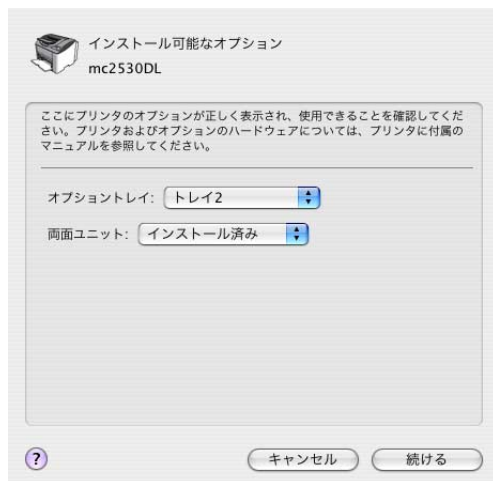 インストール可能なオプション
mc2530DL
ここにプリンタのオプションが正しく表示され、使用できることを確認してくだ
さい。プリンタおよびオプションのハードウェアについては、プリンタに付属の
マニュアルを参照してください。
オプショントレイ: トレイ2
両面ユニット: インストール済み
? キャンセル 続ける